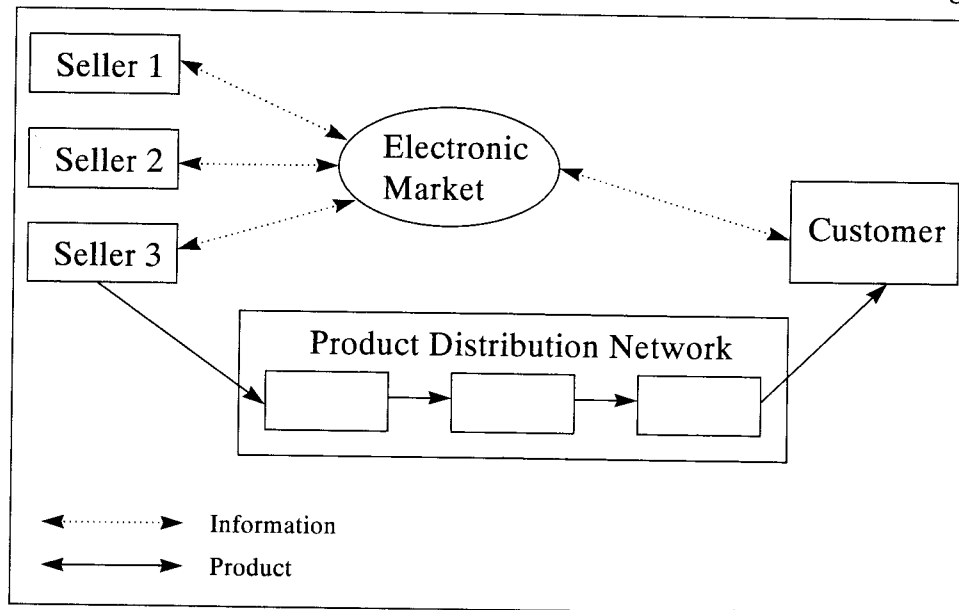 Seller 1
Seller 2
Seller 3
Electronic
Market
Customer
Product Distribution Network
Information
Product